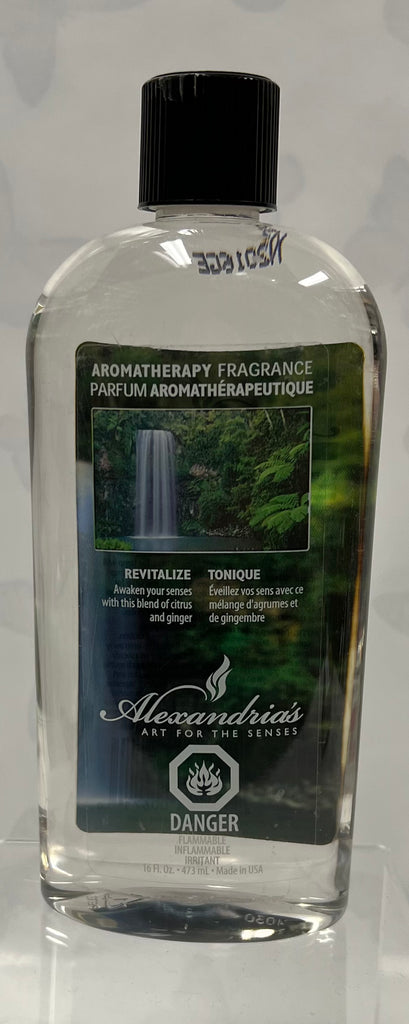 AROMATHERAPY FRAGRANCE
PARFUM AROMATHÉRAPEUTIQUE
REVITALIZE
Awaken your senses
with this blend of citrus
and ginger
TONIQUE
Éveillez vos sens avec ce
mélange d'agrumes et
de gingembre
Alexandria's
ART FOR THE SENSES
DANGER
FLAMMABLE
INFLAMMABLE
IRRITANT
16 Fl. Oz. • 473 mL • Made in USA